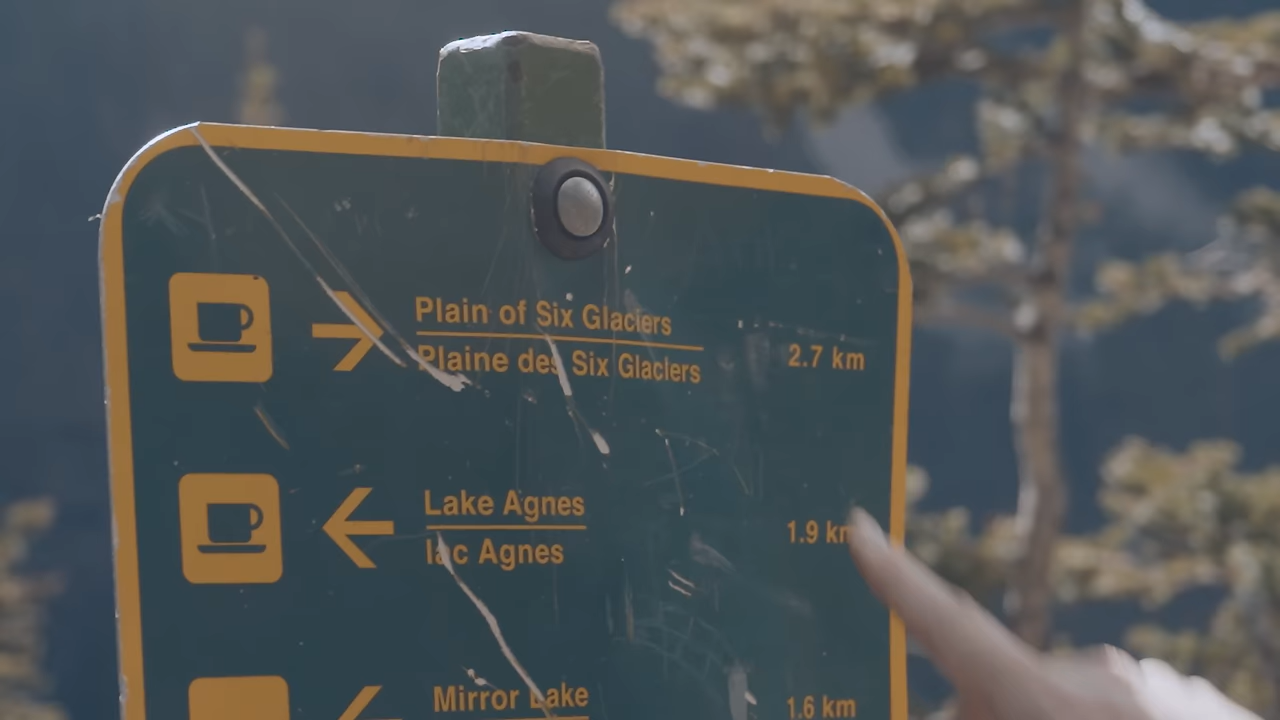 Plain of Six Glaciers
Plaine des Six Glaciers
2.7 km
Lake Agnes
lac Agnes
1.9 km
Mirror Lake
1.6 km